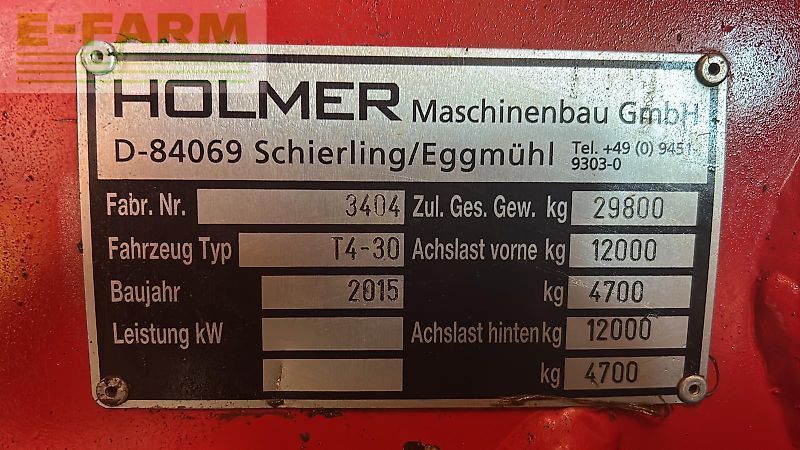 E-FARM
HOLMER Maschinenbau GmbH
D-84069 Schierling/Eggmühl Tel. +49 (0) 9451
9303-0
Fabr. Nr. 3404 Zul. Ges. Gew. kg 29800
Fahrzeug Typ T4-30 Achslast vorne kg 12000
Baujahr 2015 kg 4700
Leistung kW Achslast hinten kg 12000
kg 4700